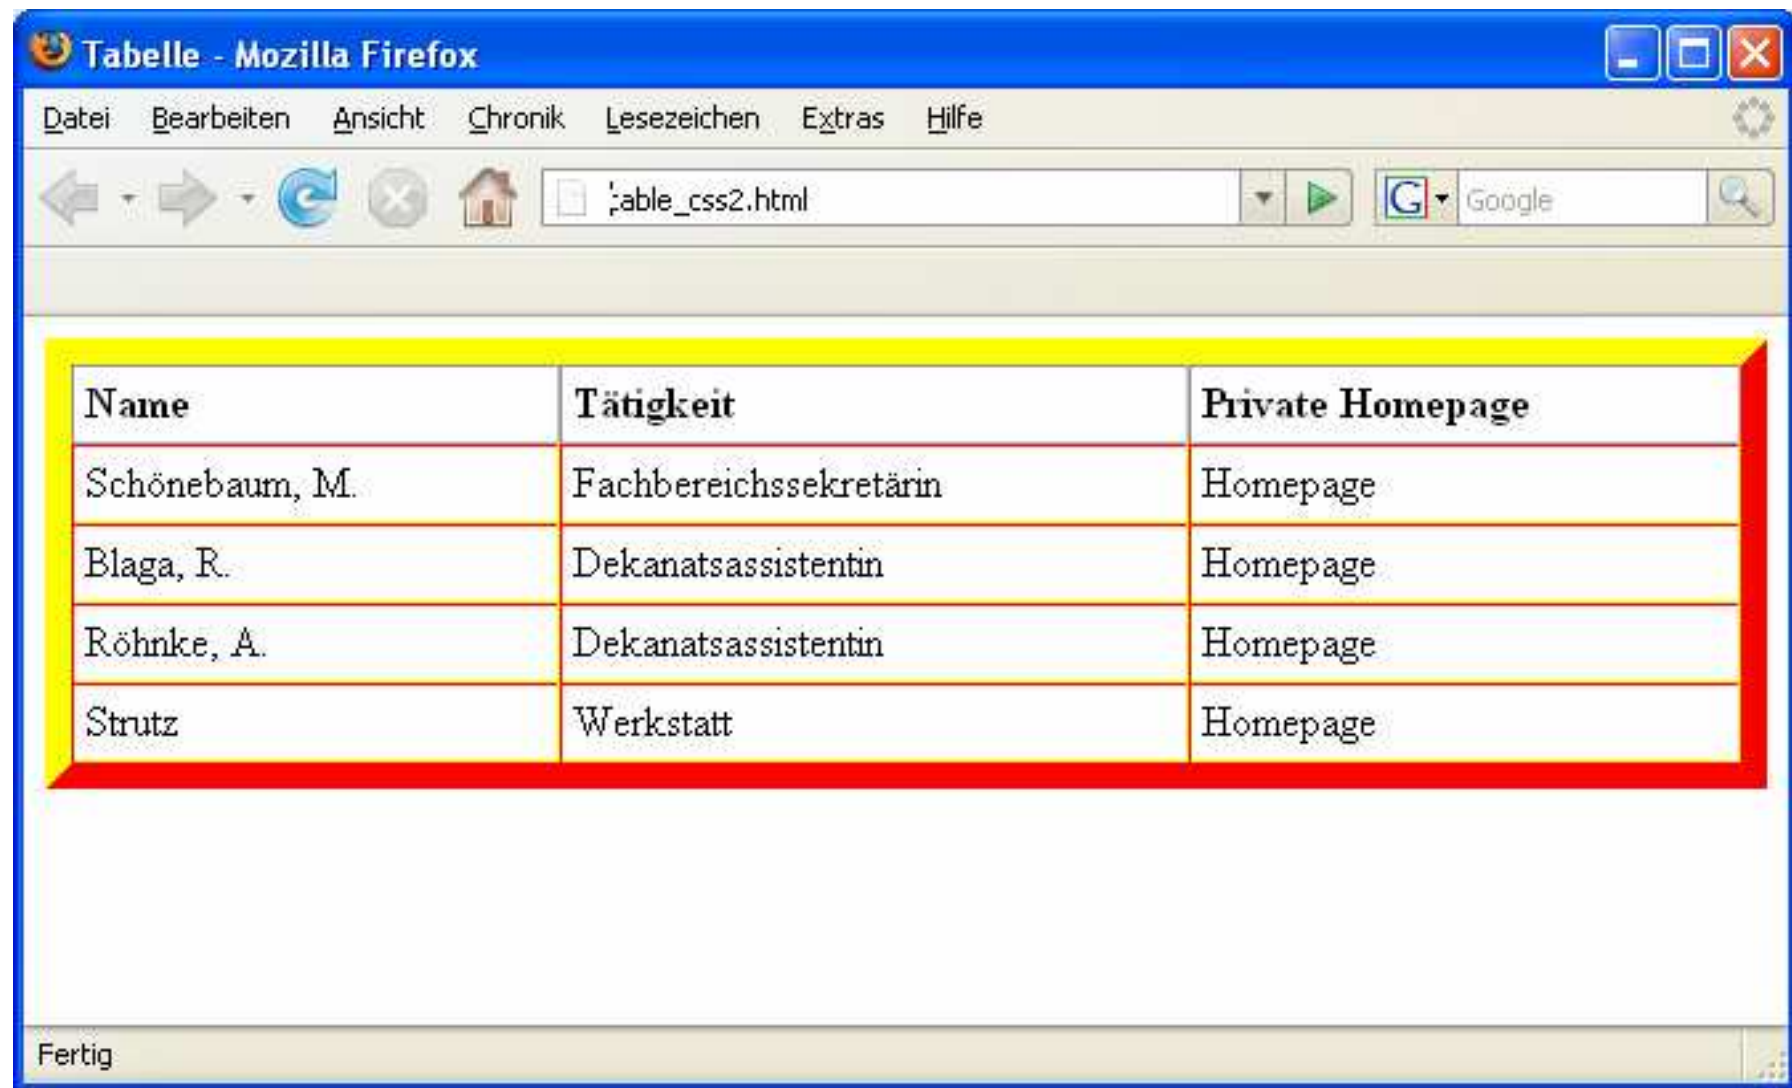 Tabelle - Mozilla Firefox
Datei Bearbeiten Ansicht Chronik Lesezeichen Extras Hilfe
table_css2.html G Google
Name Tätigkeit Private Homepage
Schönebaum, M. Fachbereichssekretärin Homepage
Blaga, R. Dekanatsassistentin Homepage
Röhnke, A. Dekanatsassistentin Homepage
Strutz Werkstatt Homepage
Fertig